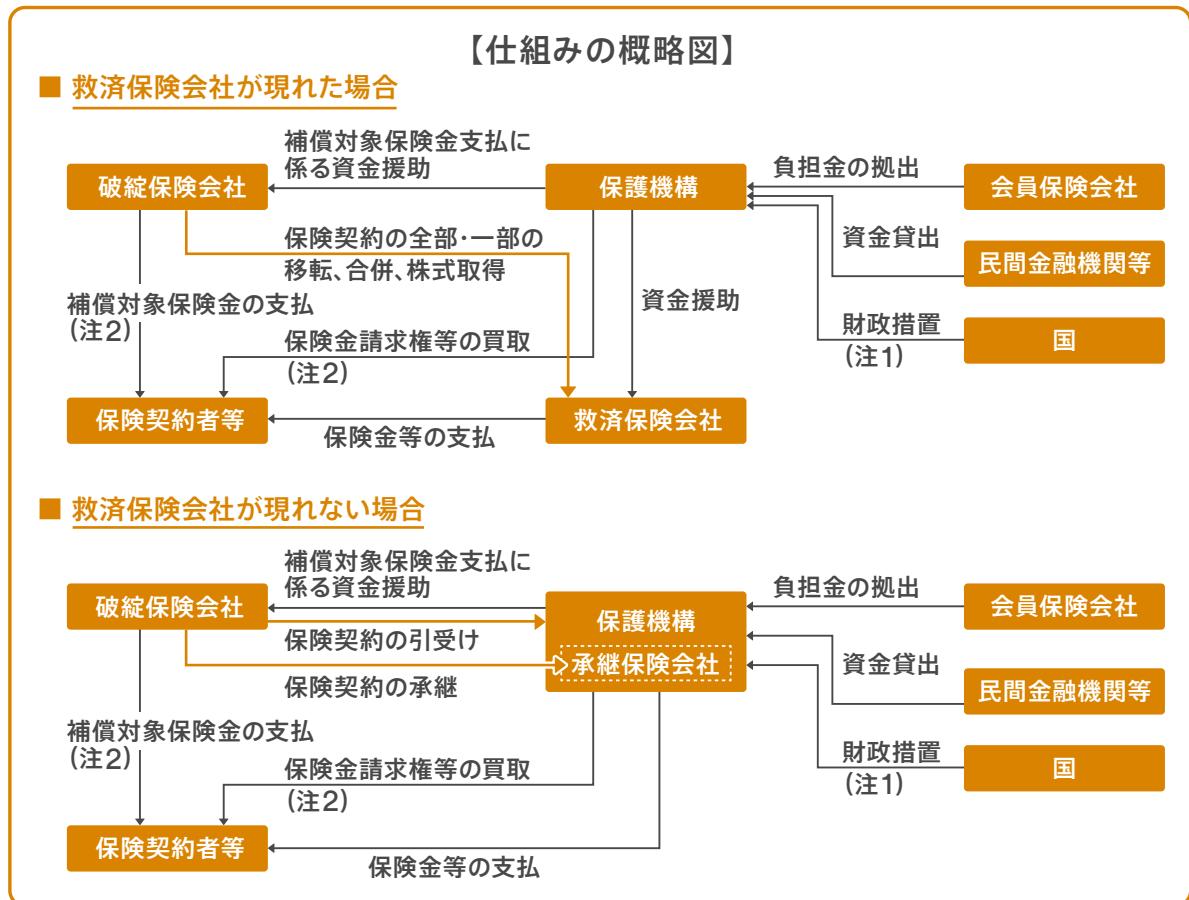 【仕組みの概略図】
■ 救済保険会社が現れた場合
補償対象保険金支払に
係る資金援助
負担金の拠出
破綻保険会社
保護機構
会員保険会社
保険契約の全部・一部の
移転、合併、株式取得
資金貸出
民間金融機関等
補償対象保険金の支払
(注2)
資金援助
財政措置
(注1)
国
保険金請求権等の買取
(注2)
保険契約者等
救済保険会社
保険金等の支払
■ 救済保険会社が現れない場合
補償対象保険金支払に
係る資金援助
負担金の拠出
破綻保険会社
保護機構
会員保険会社
保険契約の引受け
承継保険会社
資金貸出
保険契約の承継
民間金融機関等
補償対象保険金の支払
(注2)
財政措置
(注1)
国
保険金請求権等の買取
(注2)
保険契約者等
保険金等の支払